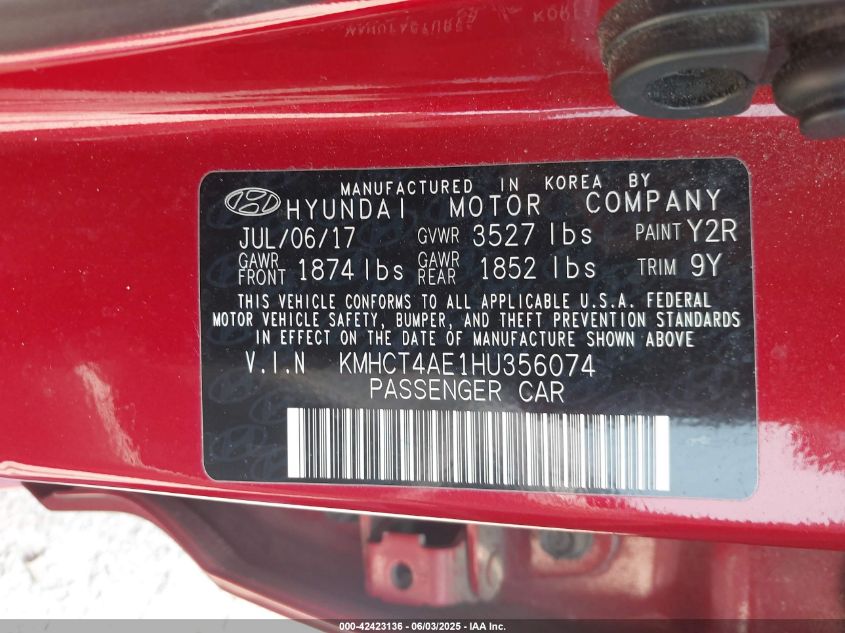 MANUFACTURED IN KOREA BY
HYUNDAI MOTOR COMPANY
JUL/06/17 GVWR 3527 lbs PAINT Y2R
GAWR FRONT 1874 lbs GAWR REAR 1852 lbs TRIM 9Y
THIS VEHICLE CONFORMS TO ALL APPLICABLE U.S.A. FEDERAL
MOTOR VEHICLE SAFETY, BUMPER, AND THEFT PREVENTION STANDARDS
IN EFFECT ON THE DATE OF MANUFACTURE SHOWN ABOVE
V.I.N KMHCT4AE1HU356074
PASSENGER CAR
000-42423136 - 06/03/2025 - IAA Inc.